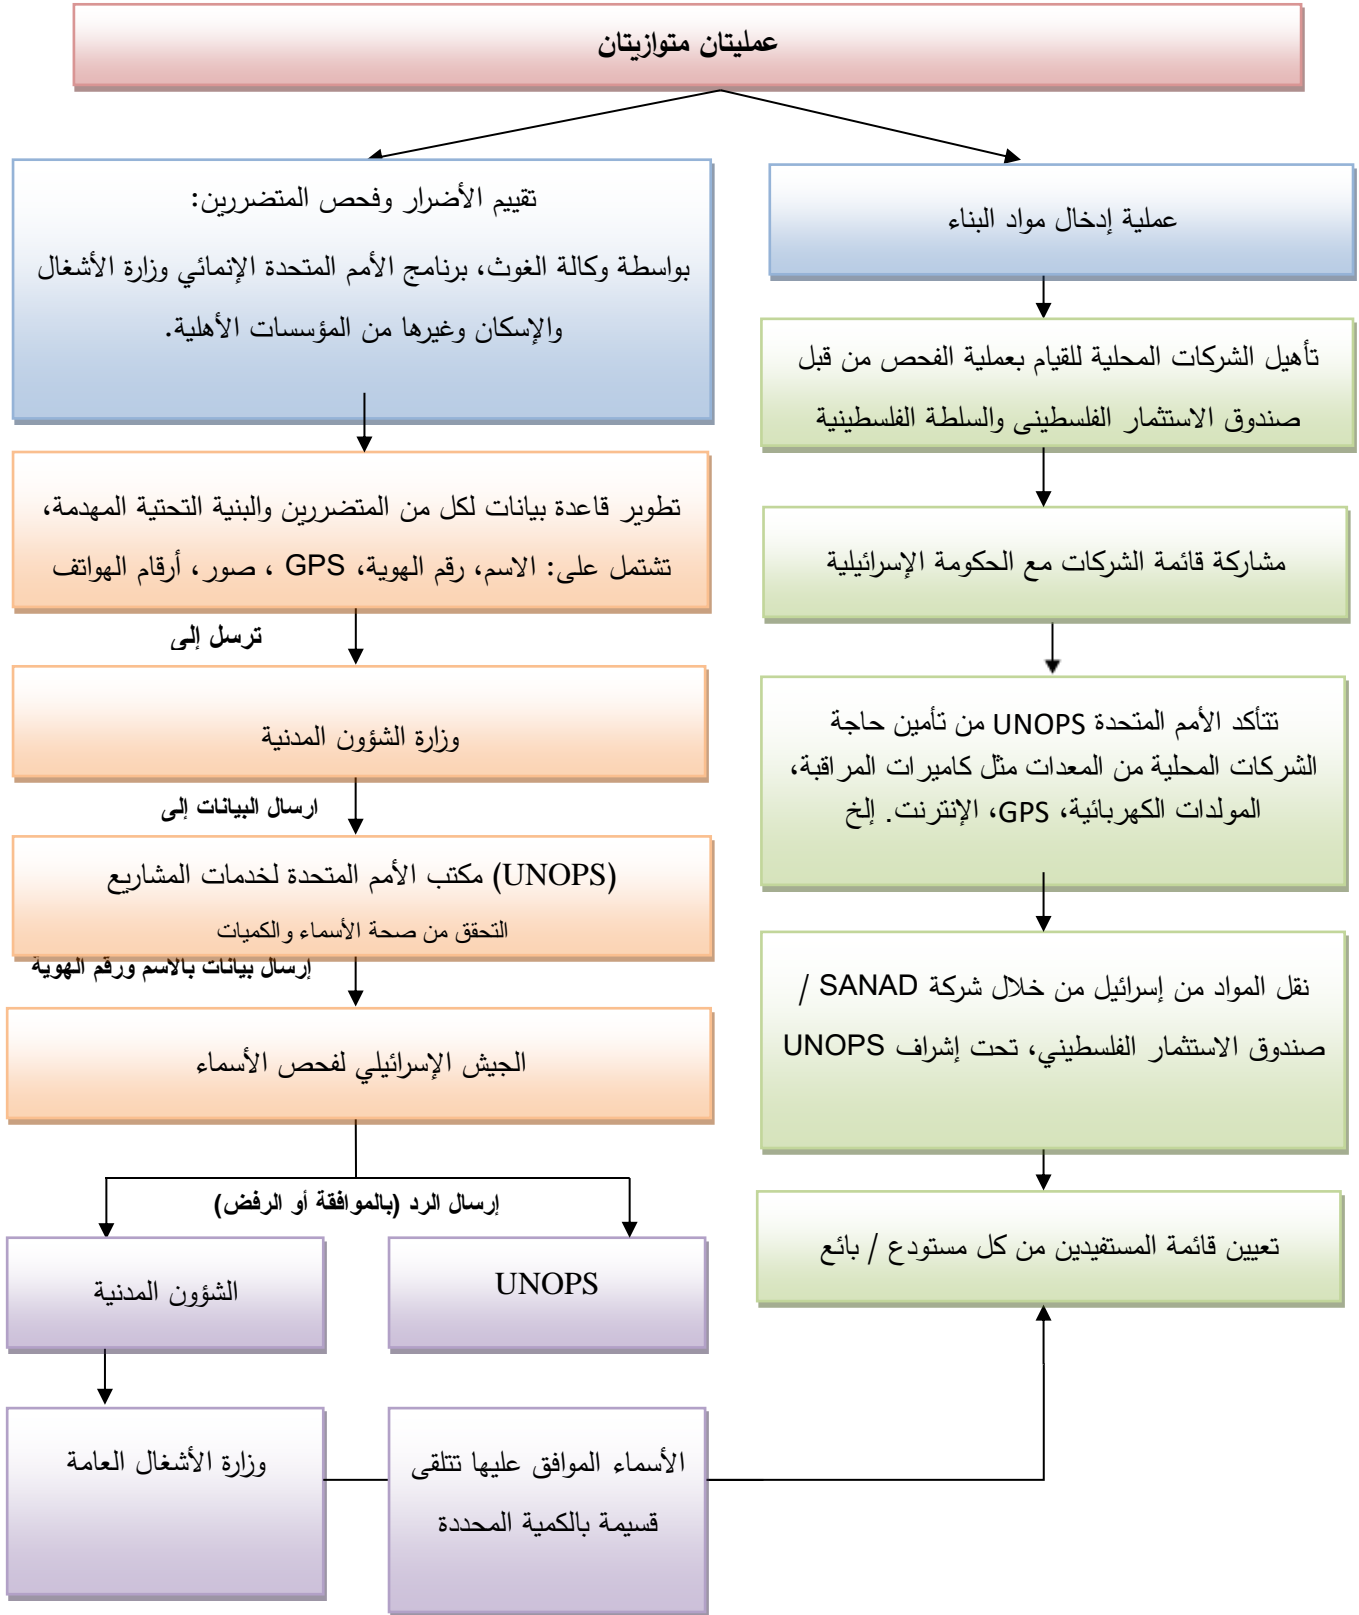 عمليتان متوازيتان
تقييم الأضرار وفحص المتضررين:
بواسطة وكالة الغوث، برنامج الأمم المتحدة الإنمائي وزارة الأشغال
والإسكان وغيرها من المؤسسات الأهلية.
تطوير قاعدة بيانات لكل من المتضررين والبنية التحتية المهدمة،
تشتمل على: الاسم، رقم الهوية، GPS ، صور، أرقام الهواتف
ترسل إلى
وزارة الشؤون المدنية
ارسال البيانات إلى
(UNOPS) مكتب الأمم المتحدة لخدمات المشاريع
التحقق من صحة الأسماء والكميات
إرسال بيانات بالاسم ورقم الهوية
الجيش الإسرائيلي لفحص الأسماء
إرسال الرد (بالموافقة أو الرفض)
UNOPS
الشؤون المدنية
وزارة الأشغال العامة
الأسماء الموافق عليها تتلقى
قسيمة بالكمية المحددة
عملية إدخال مواد البناء
تأهيل الشركات المحلية للقيام بعملية الفحص من قبل
صندوق الاستثمار الفلسطينى والسلطة الفلسطينية
مشاركة قائمة الشركات مع الحكومة الإسرائيلية
تتأكد الأمم المتحدة UNOPS من تأمين حاجة
الشركات المحلية من المعدات مثل كاميرات المراقبة،
المولدات الكهربائية، GPS، الإنترنت. إلخ
نقل المواد من إسرائيل من خلال شركة SANAD /
صندوق الاستثمار الفلسطيني، تحت إشراف UNOPS
تعيين قائمة المستفيدين من كل مستودع / بائع